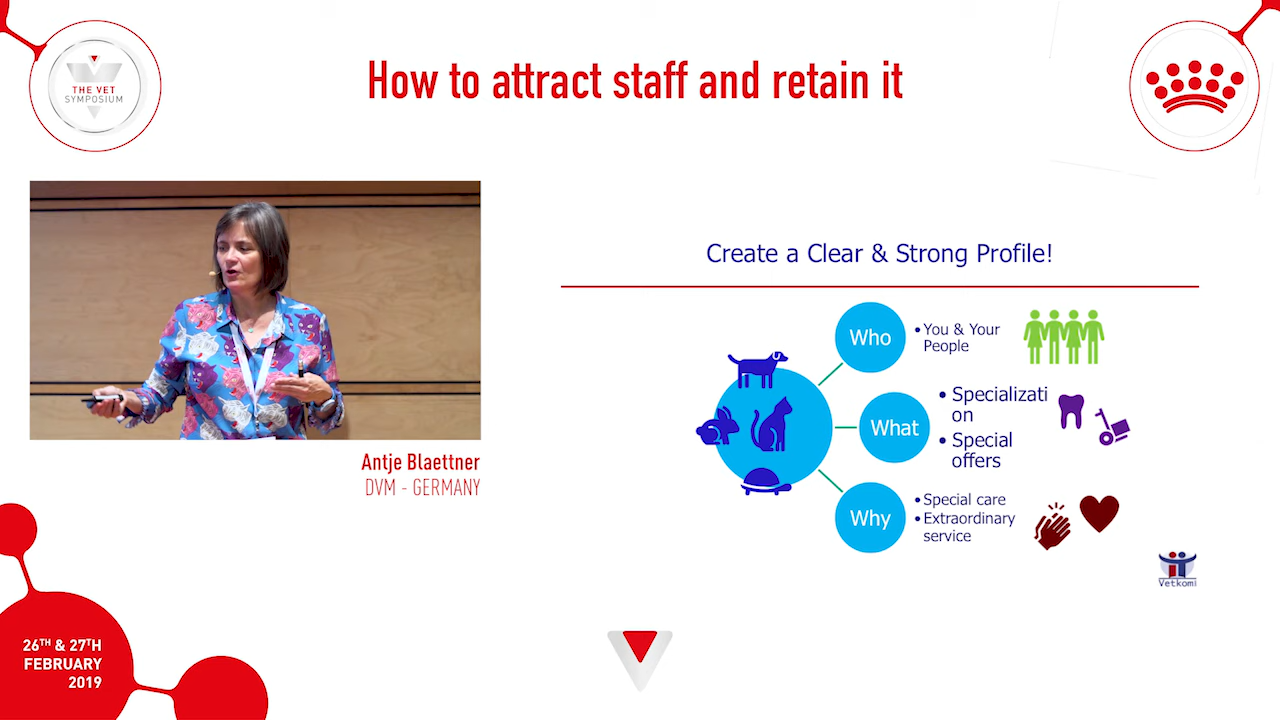 THE VET
SYMPOSIUM
How to attract staff and retain it
Antje Blaettner
DVM - GERMANY
Create a Clear & Strong Profile!
Who
• You & Your
People
What
• Specializati
on
• Special
offers
Why
• Special care
• Extraordinary
service
Vetkomi
26TH & 27TH
FEBRUARY
2019